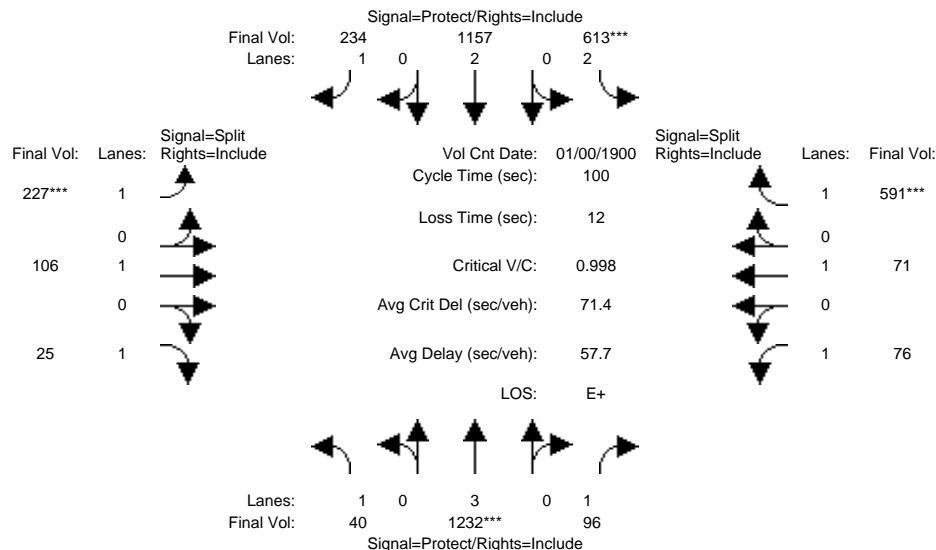 Signal=Protect/Rights=Include
Final Vol: 234 1157 613***
Lanes: 1 0 2 0 2
Signal=Split Signal=Split
Final Vol: Lanes: Rights=Include Vol Cnt Date: 01/00/1900 Rights=Include Lanes: Final Vol:
Cycle Time (sec): 100
227*** 1 1 591***
Loss Time (sec): 12
0 0
106 1 Critical V/C: 0.998 1 71
0 Avg Crit Del (sec/veh): 71.4 0
25 1 Avg Delay (sec/veh): 57.7 1 76
LOS: E+
Lanes: 1 0 3 0 1
Final Vol: 40 1232*** 96
Signal=Protect/Rights=Include